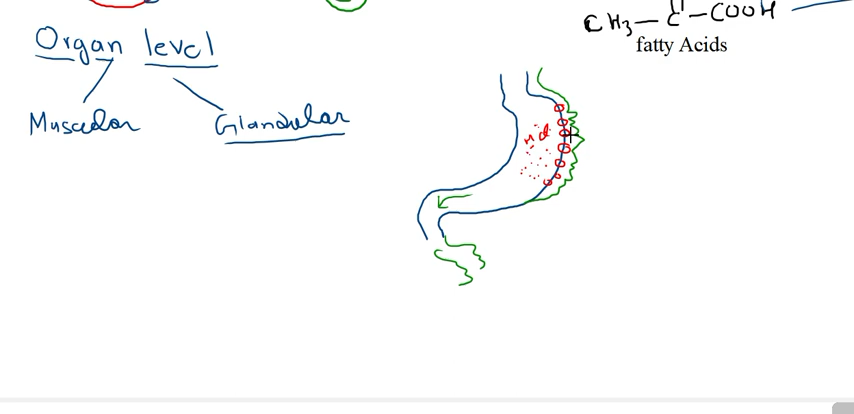 CH3—C—COOH
fatty Acids
Organ level
Muscular
Glandular